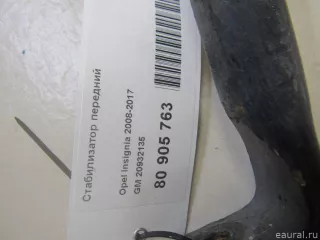 Стабилизатор передний
Opel Insignia 2008-2017
GM 20932135
80 905 763
eaural.ru